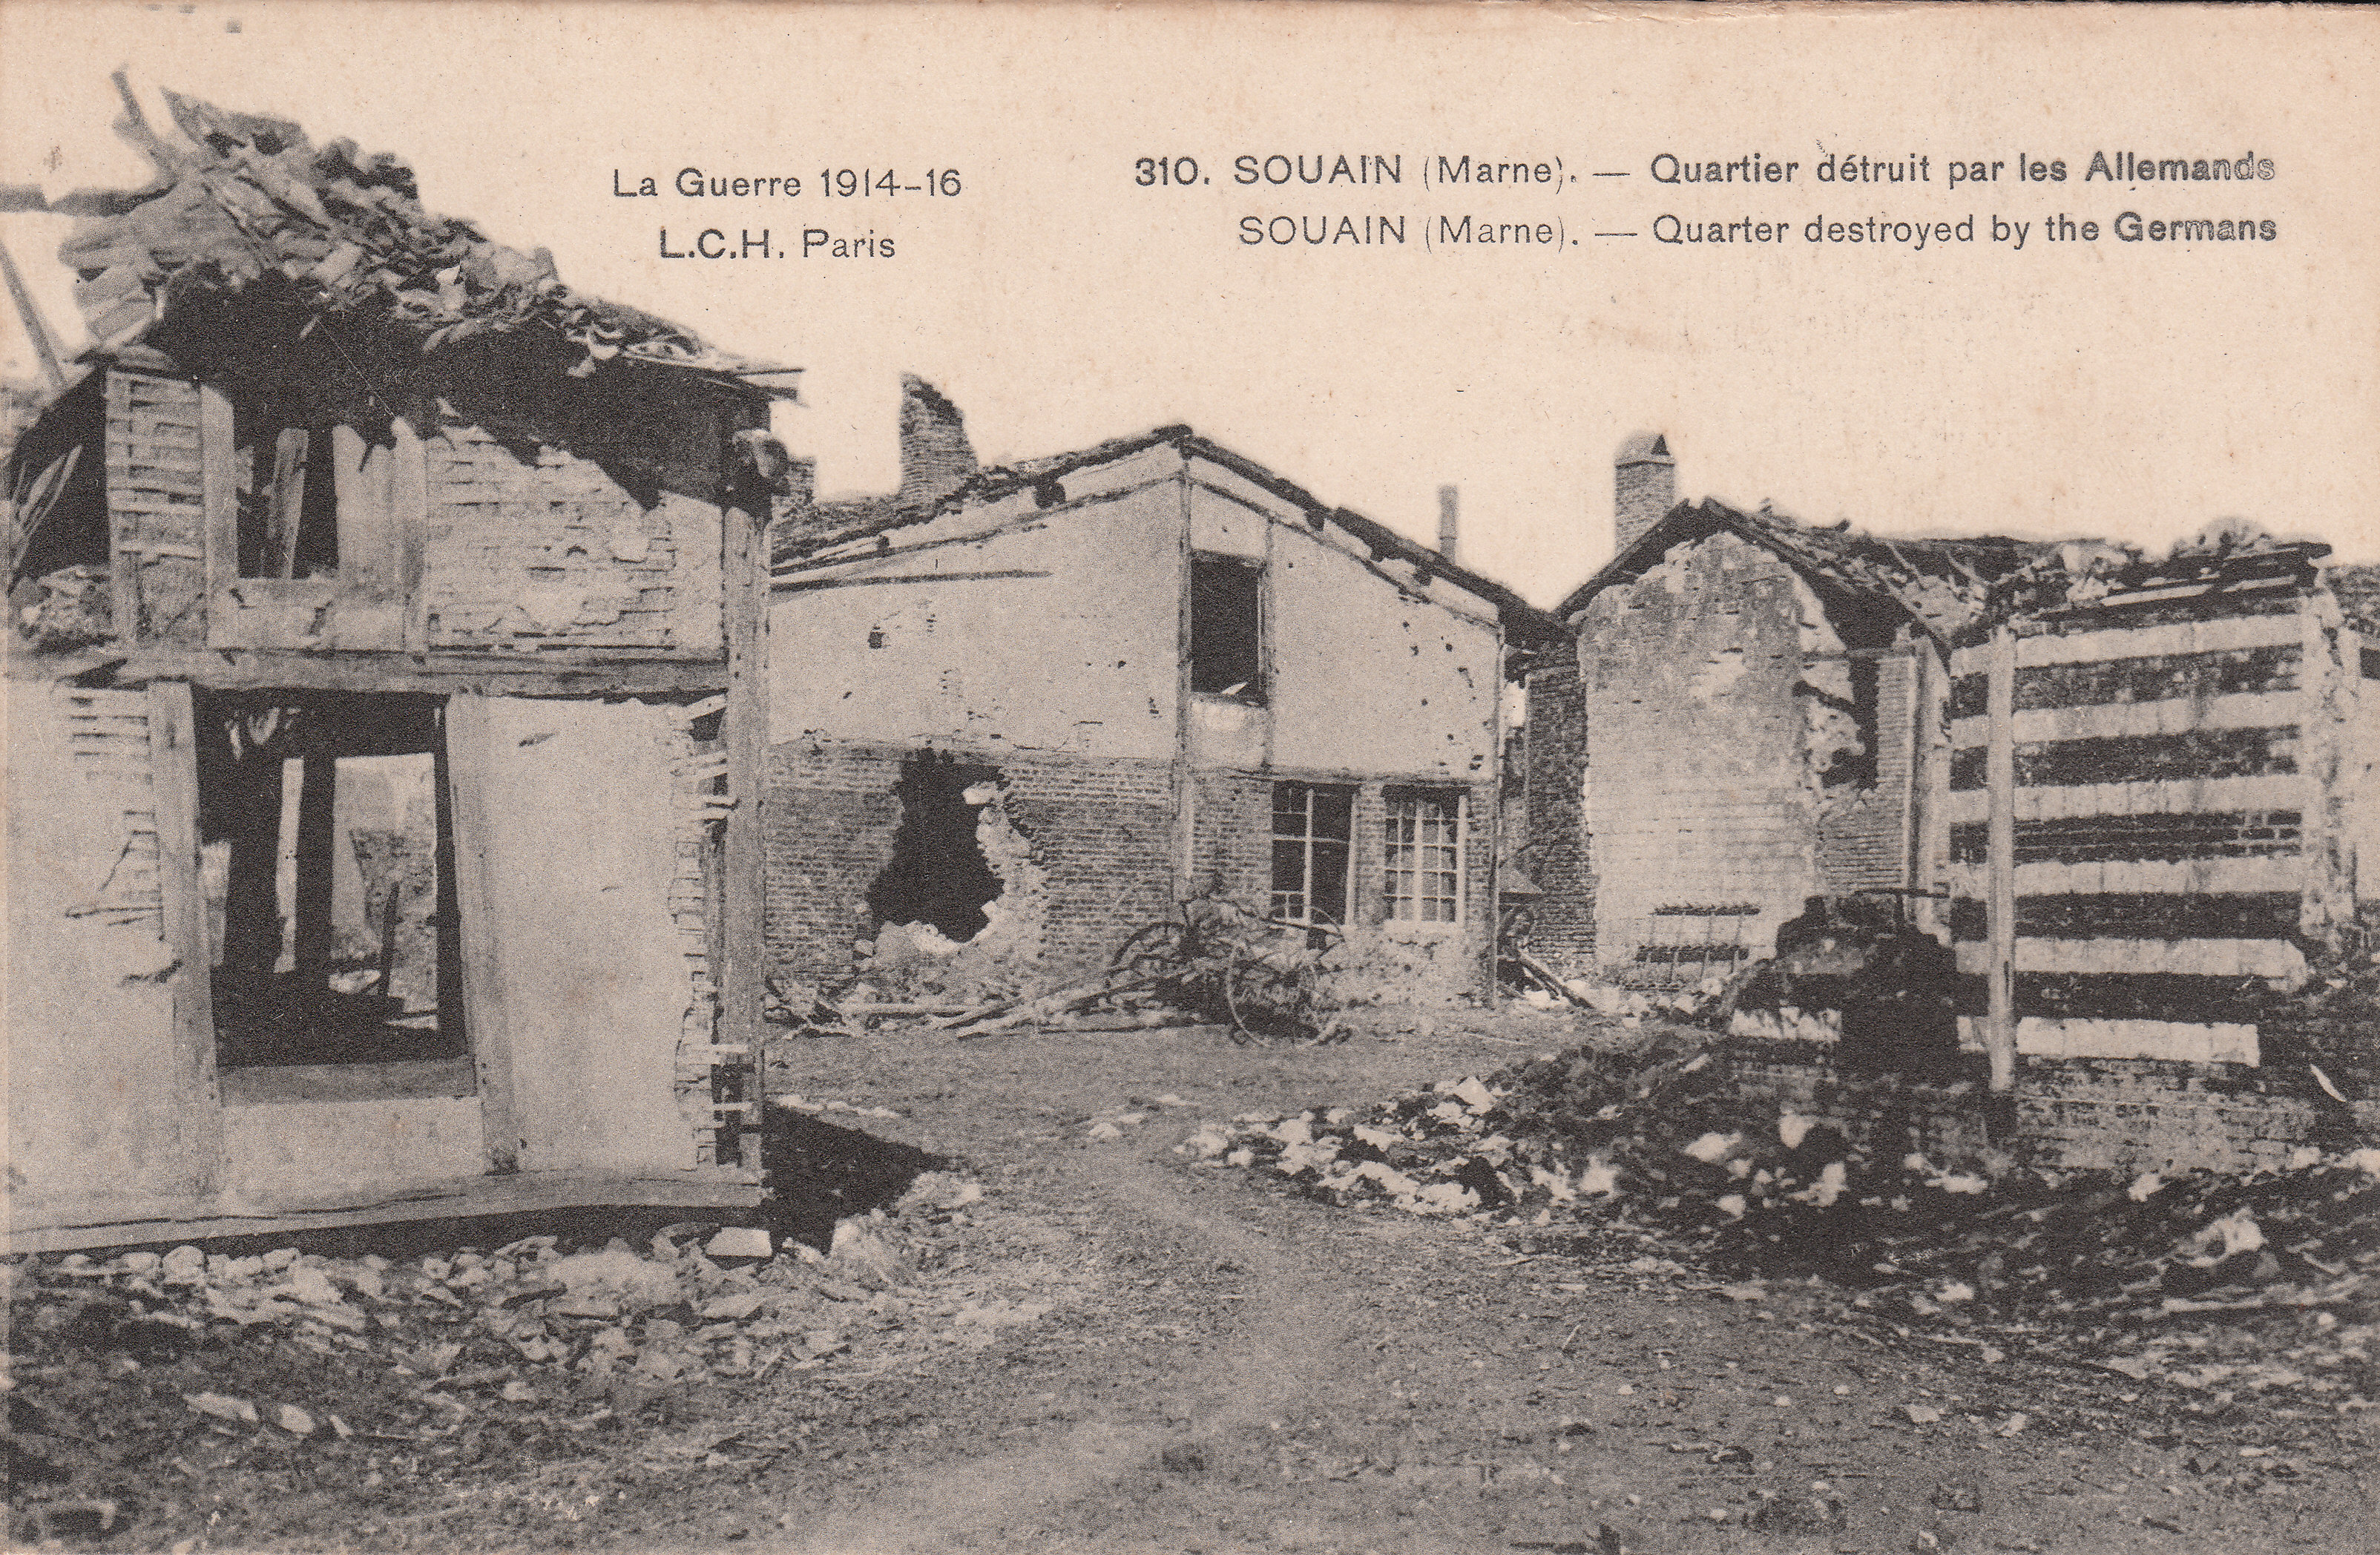 La Guerre 1914-16
L.C.H. Paris
310. SOUAIN (Marne). — Quartier détruit par les Allemands
SOUAIN (Marne). — Quarter destroyed by the Germans